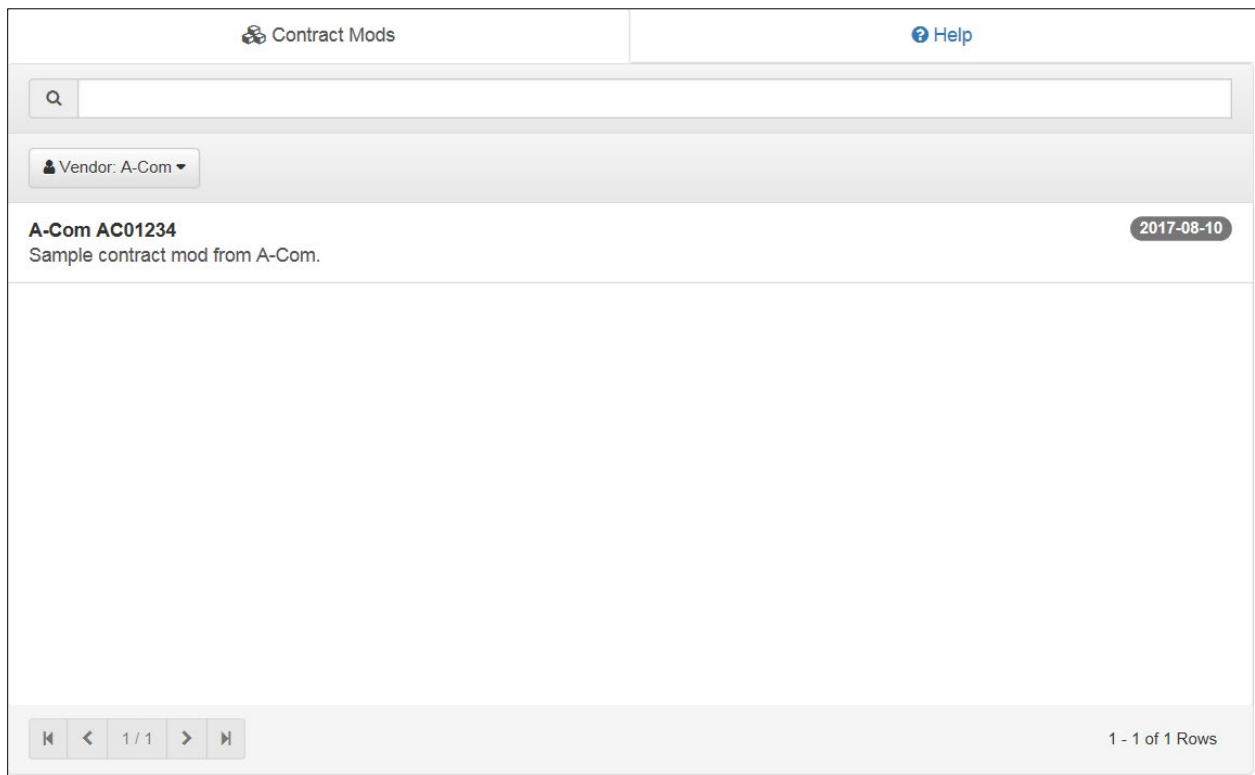 Contract Mods
Help
Vendor: A-Com
A-Com AC01234
2017-08-10
Sample contract mod from A-Com.
1 / 1
1 - 1 of 1 Rows